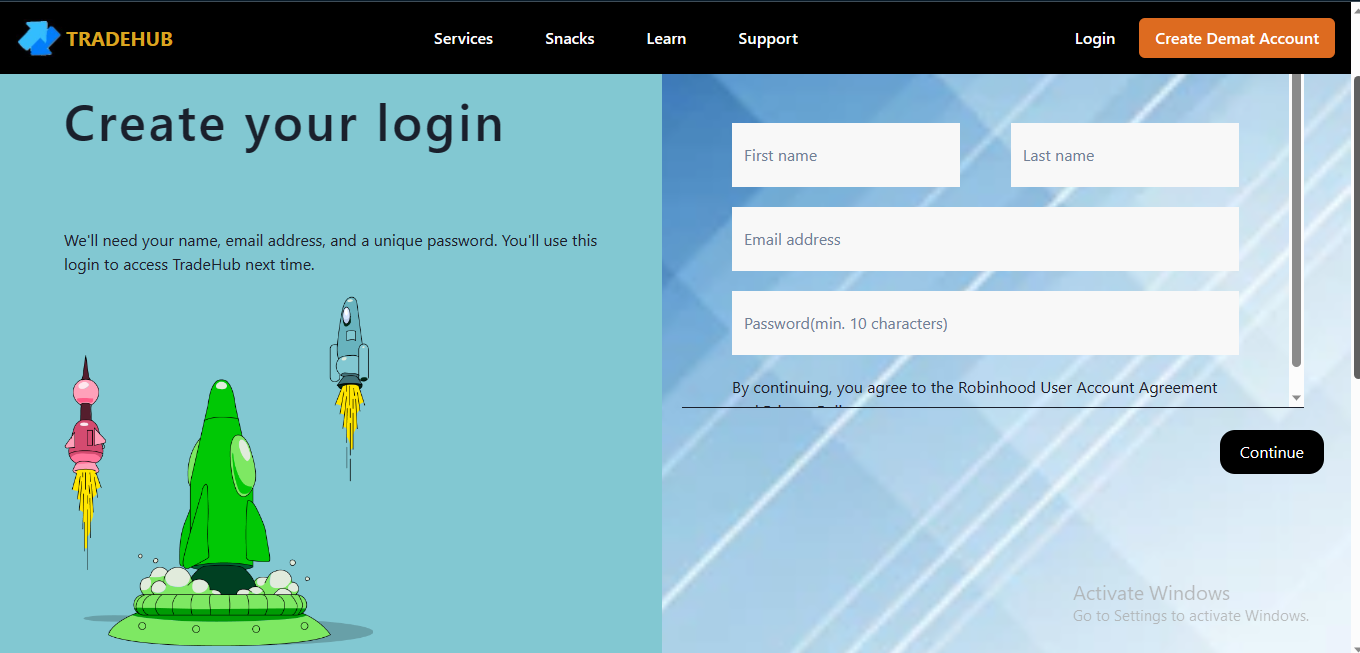 TRADEHUB
Services
Snacks
Learn
Support
Login
Create Demat Account
Create your login
We'll need your name, email address, and a unique password. You'll use this
login to access TradeHub next time.
First name
Last name
Email address
Password(min. 10 characters)
By continuing, you agree to the Robinhood User Account Agreement
Continue
Activate Windows
Go to Settings to activate Windows.